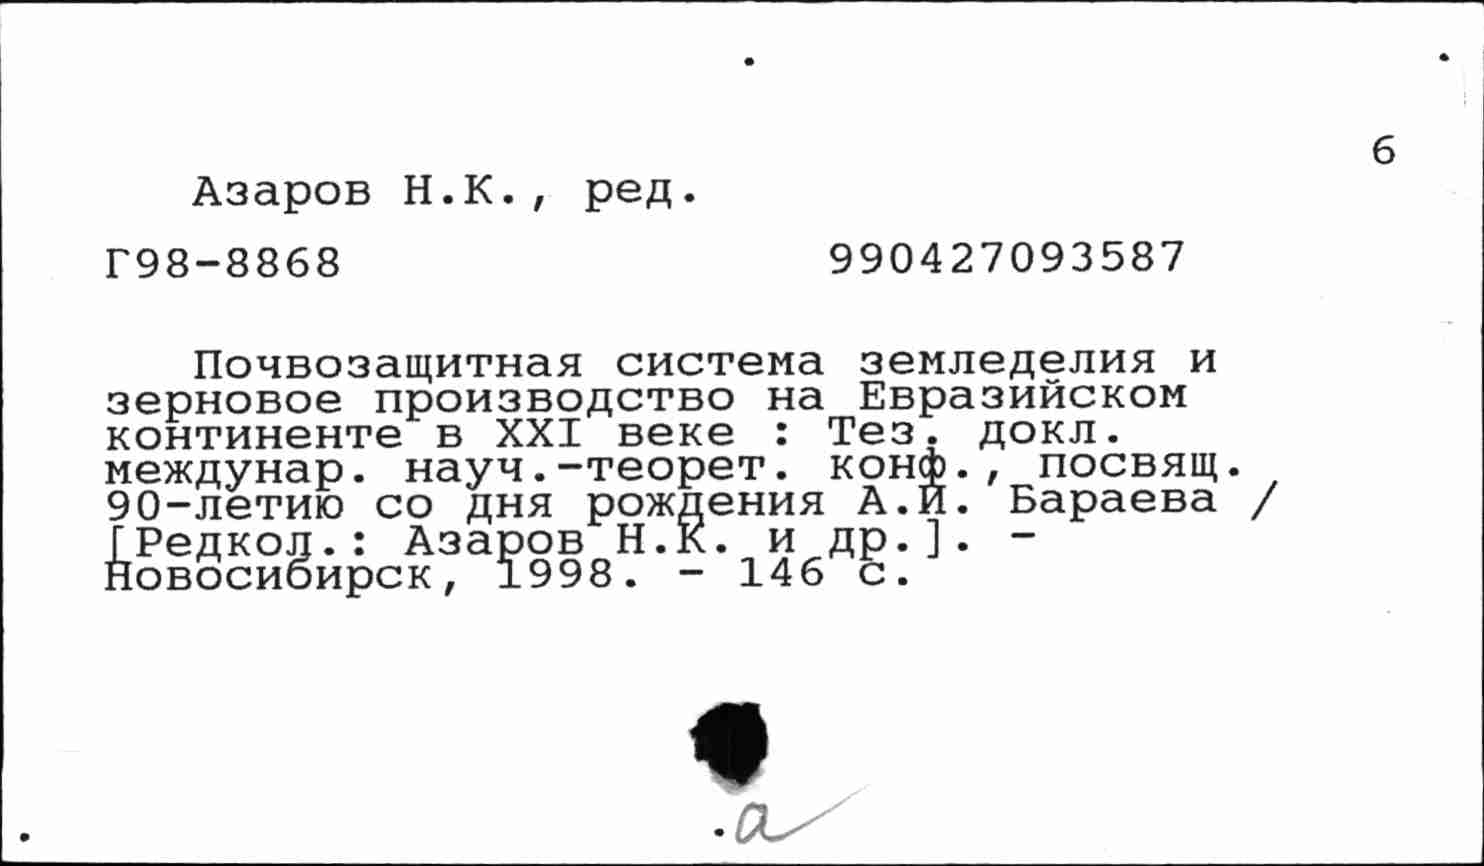 6
Азаров Н.К., ред.
Г98-8868 990427093587
Почвозащитная система земледелия и
зерновое производство на Евразийском
континенте в XXI веке : Тез. докл.
междунар. науч.-теорет. конф., посвящ.
90-летию со дня рождения А.И. Бараева /
[Редкол.: Азаров Н.К. и др.]. -
Новосибирск, 1998. - 146 с.
а